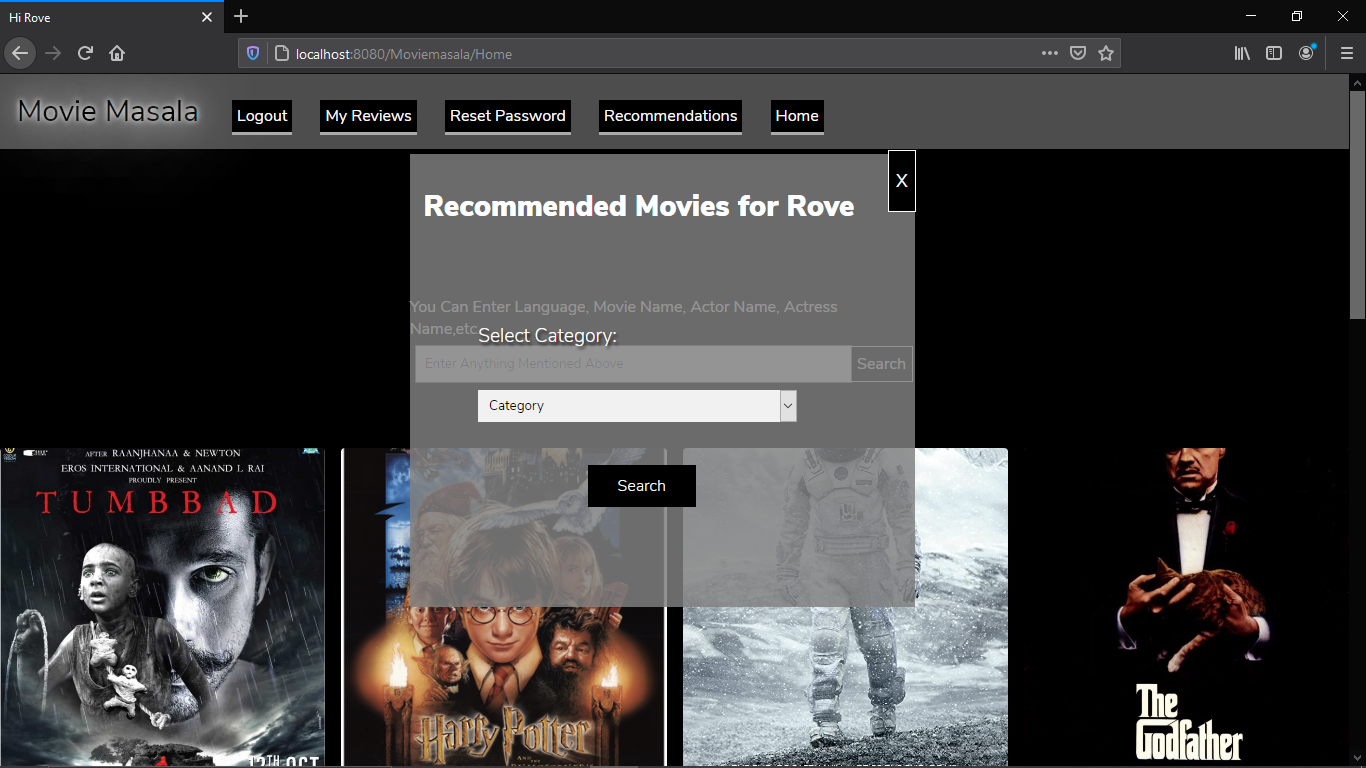 Hi Rove
localhost:8080/Moviemasala/Home
Movie Masala
Logout
My Reviews
Reset Password
Recommendations
Home
X
Recommended Movies for Rove
You Can Enter Language, Movie Name, Actor Name, Actress
Name,etc
Select Category:
Enter Anything Mentioned Above
Search
Category
Search
AFTER RAANJHANAA & NEWTON
EROS INTERNATIONAL & AANAND L RAI
PROUDLY PRESENT
TUMBBAD
12TH OCT
Harry Potter
AND THE
The
Godfather